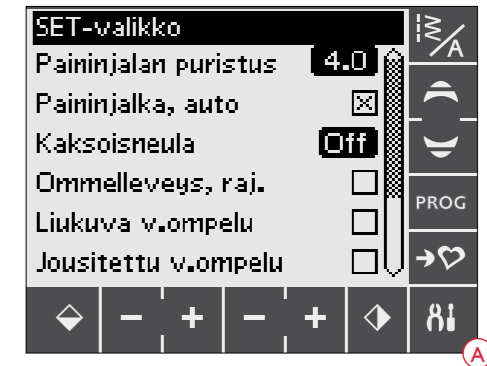 SET-valikko
Paininjalan puristus 4.0
Paininjalka, auto
Kaksoisneula Off
Ommelleveys, raj.
Liukuva v.ompelu
Jousitettu v.ompelu
A
PROG
A